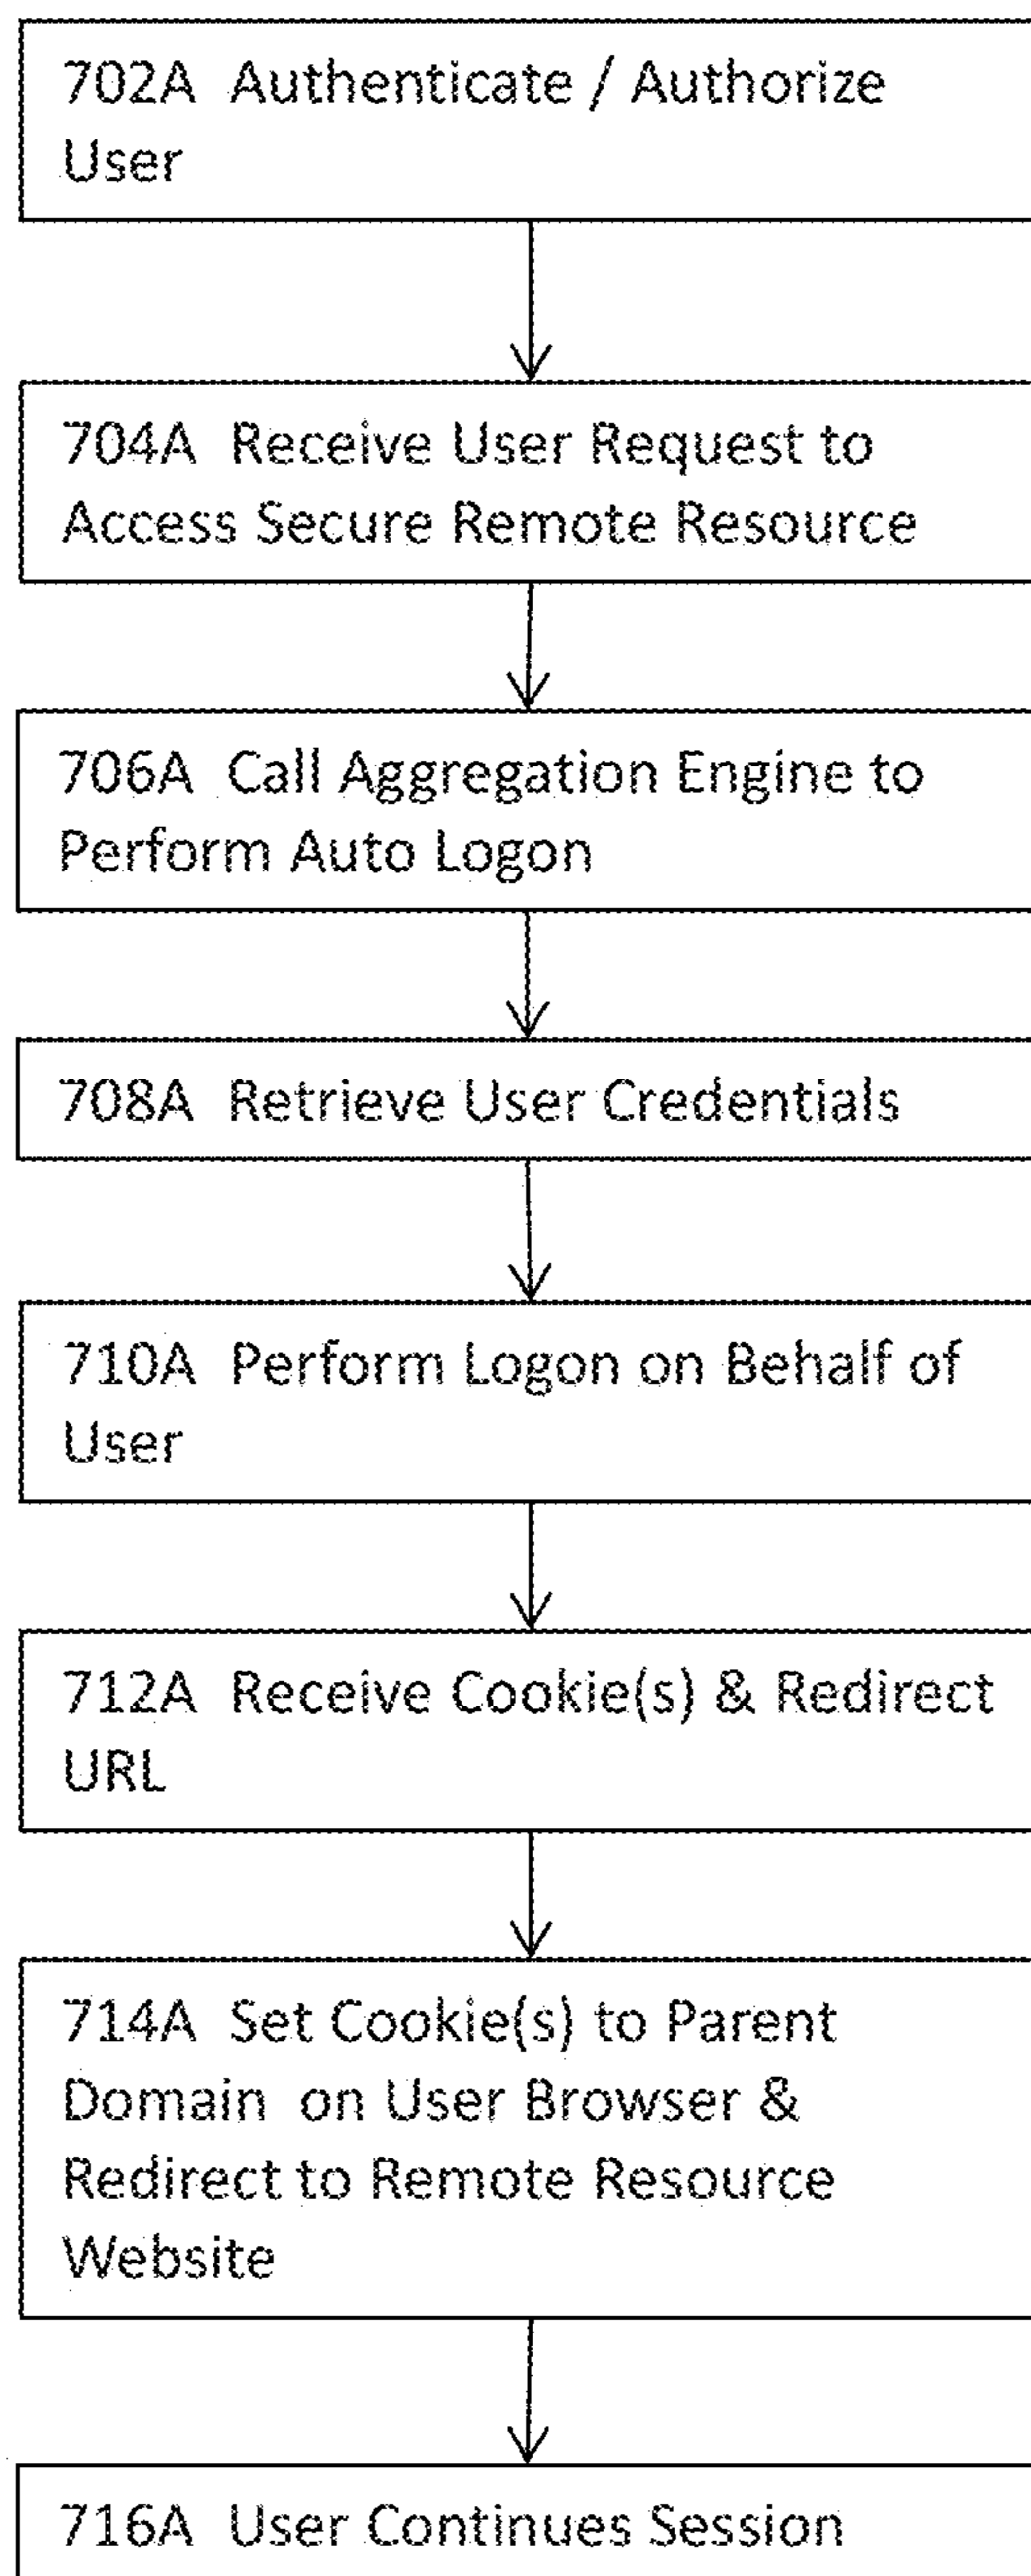 702A Authenticate / Authorize
User
704A Receive User Request to
Access Secure Remote Resource
706A Call Aggregation Engine to
Perform Auto Logon
708A Retrieve User Credentials
710A Perform Logon on Behalf of
User
712A Receive Cookie(s) & Redirect
URL
714A Set Cookie(s) to Parent
Domain on User Browser &
Redirect to Remote Resource
Website
716A User Continues Session